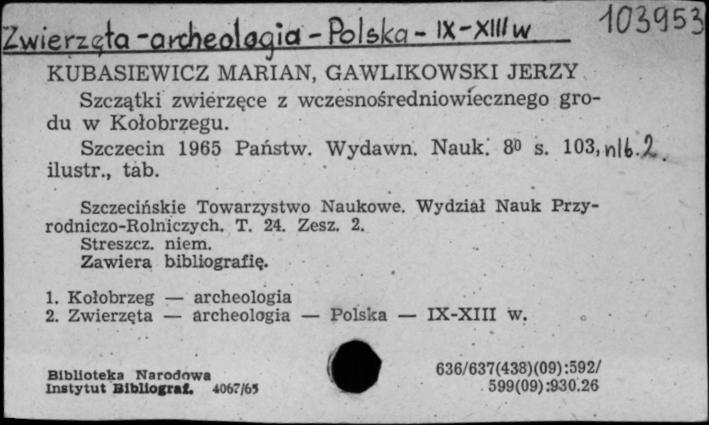 Zwierzęta - archeologia - Polska - IX-XIII w
103953
KUBASIEWICZ MARIAN, GAWLIKOWSKI JERZY
Szczątki zwierzęce z wczesnośredniowiecznego gro-
du w Kołobrzegu.
Szczecin 1965 Państw. Wydawn. Nauk. 8⁰ s. 103, nlb. 2.
ilustr., tab.
Szczecińskie Towarzystwo Naukowe. Wydział Nauk Przy-
rodniczo-Rolniczych. T. 24. Zesz. 2.
Streszcz. niem.
Zawiera bibliografię.
1. Kołobrzeg — archeologia
2. Zwierzęta — archeologia — Polska — IX-XIII w.
Biblioteka Narodowa
Instytut Bibliograf. 4067/65
636/637(438)(09):592/
599(09):930.26